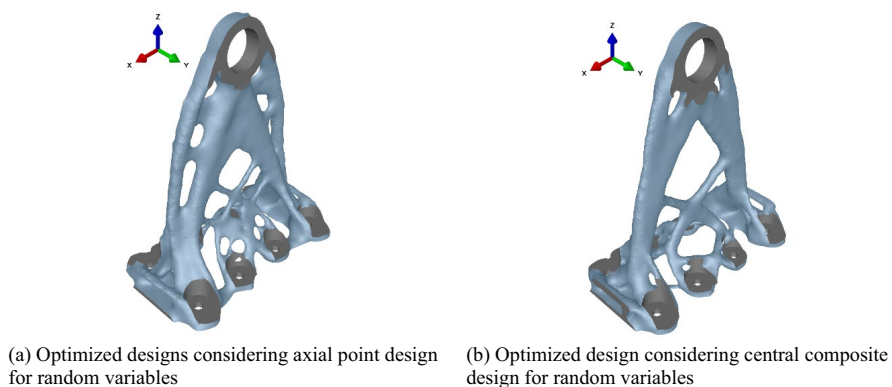 Z
X
Y
Z
X
Y
(a) Optimized designs considering axial point design
for random variables
(b) Optimized design considering central composite
design for random variables